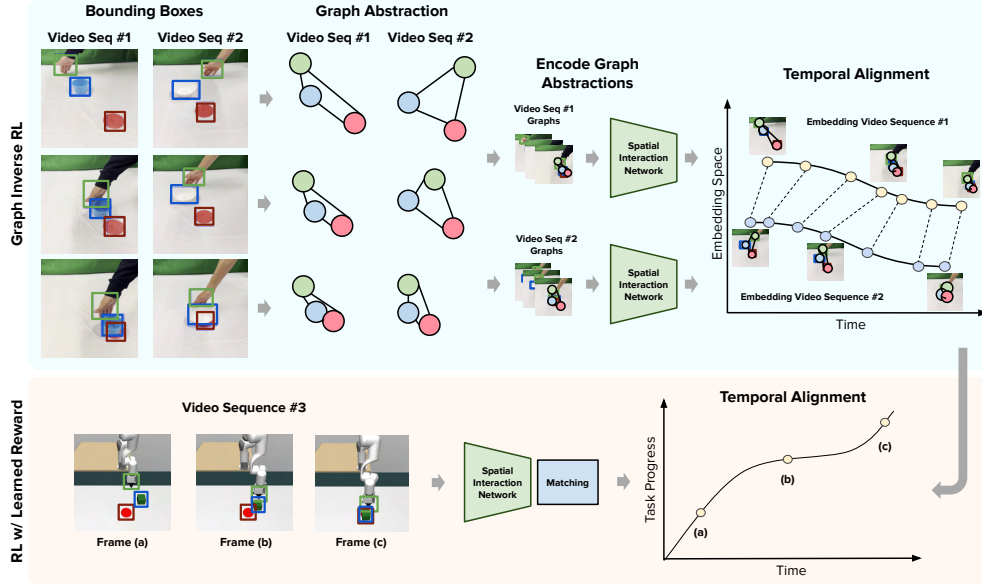 Graph Inverse RL
Bounding Boxes
Video Seq #1
Video Seq #2
Graph Abstraction
Video Seq #1
Video Seq #2
Encode Graph
Abstractions
Video Seq #1
Graphs
Spatial
Interaction
Network
Video Seq #2
Graphs
Spatial
Interaction
Network
Temporal Alignment
Embedding Space
Embedding Video Sequence #1
Embedding Video Sequence #2
Time
RL w/ Learned Reward
Video Sequence #3
Frame (a)
Frame (b)
Frame (c)
Spatial
Interaction
Network
Matching
Temporal Alignment
Task Progress
(a)
(b)
(c)
Time